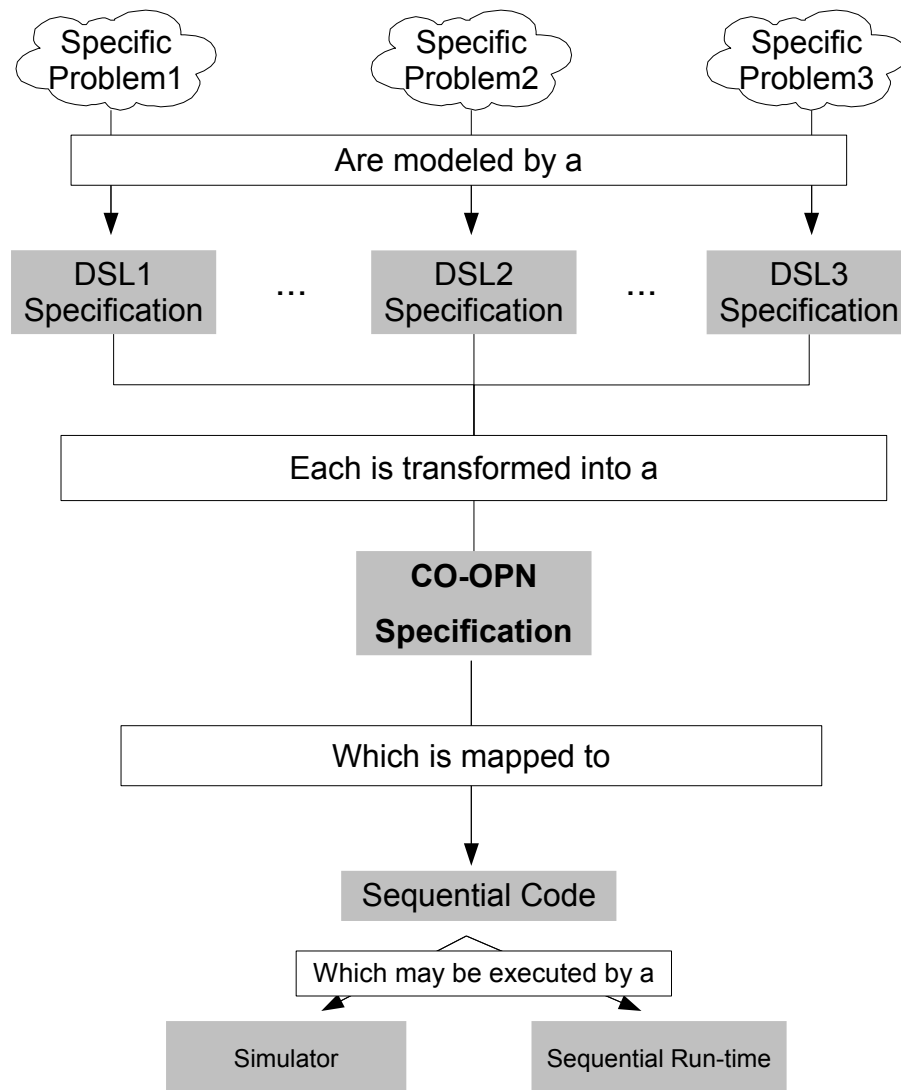 Specific
Problem1
Specific
Problem2
Specific
Problem3
Are modeled by a
DSL1
Specification
...
DSL2
Specification
...
DSL3
Specification
Each is transformed into a
CO-OPN
Specification
Which is mapped to
Sequential Code
Which may be executed by a
Simulator
Sequential Run-time